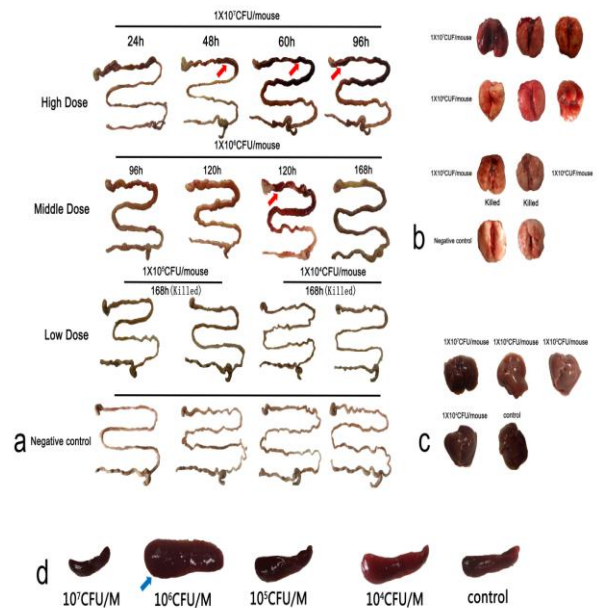 1X10⁷CFU/mouse
24h 48h 60h 96h
High Dose
1X10⁶CFU/mouse
96h 120h 120h 168h
Middle Dose
1X10⁵CFU/mouse 1X10⁴CFU/mouse
168h(Killed) 168h(Killed)
Low Dose
a
Negative control
1X10⁷CUF/mouse
1X10⁶CUF/mouse
1X10⁵CUF/mouse 1X10⁴CUF/mouse
Killed Killed
b
Negative control
1X10⁷CFU/mouse 1X10⁶CFU/mouse 1X10⁵CFU/mouse
1X10⁴CFU/mouse control
c
d
10⁷CFU/M 10⁶CFU/M 10⁵CFU/M 10⁴CFU/M control